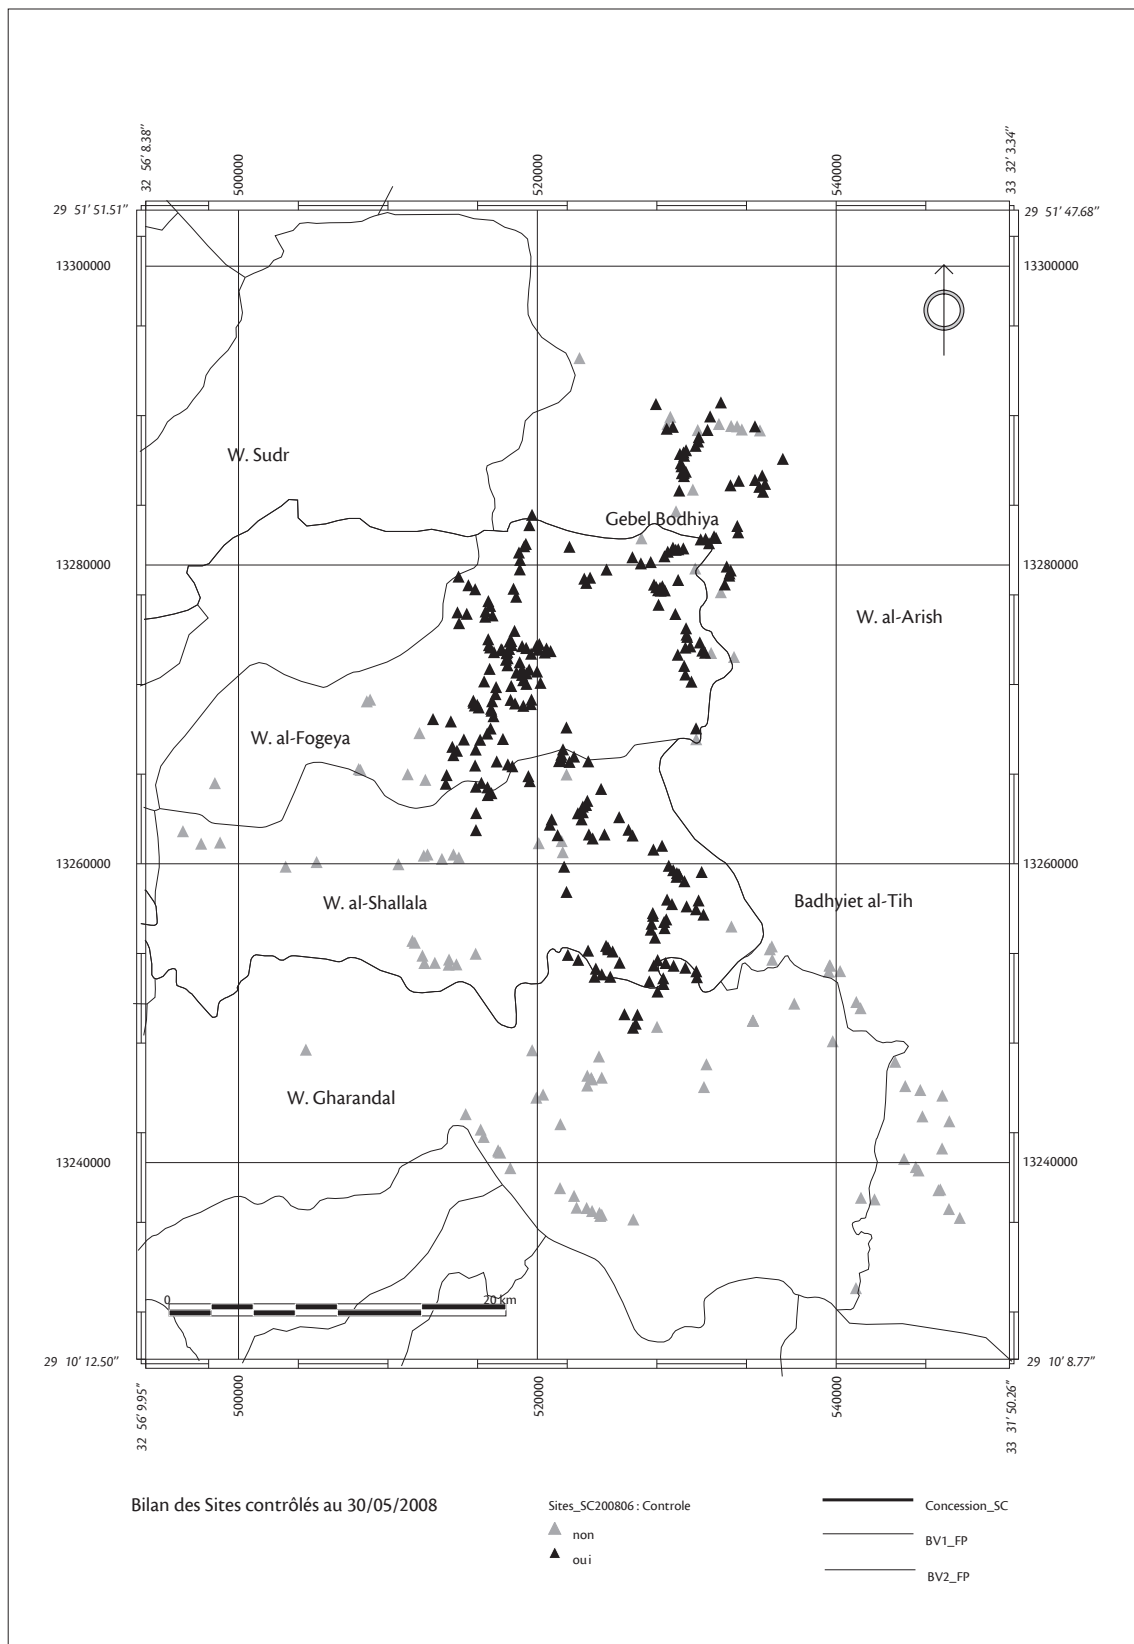 32 56’ 8.38”
500000
520000
540000
33 32’ 3.34”
29 51’ 51.51”
29 51’ 47.68”
13300000
13300000
W. Sudr
Gebel Bodhiya
13280000
13280000
W. al-Arish
W. al-Fogeya
13260000
13260000
W. al-Shallala
Badhyiet al-Tih
W. Gharandal
13240000
13240000
0
20 km
29 10’ 12.50”
29 10’ 8.77”
32 56’ 9.95”
500000
520000
540000
33 31’ 50.26”
Bilan des Sites contrôlés au 30/05/2008
Sites_SC200806 : Controle
non
oui
Concession_SC
BV1_FP
BV2_FP